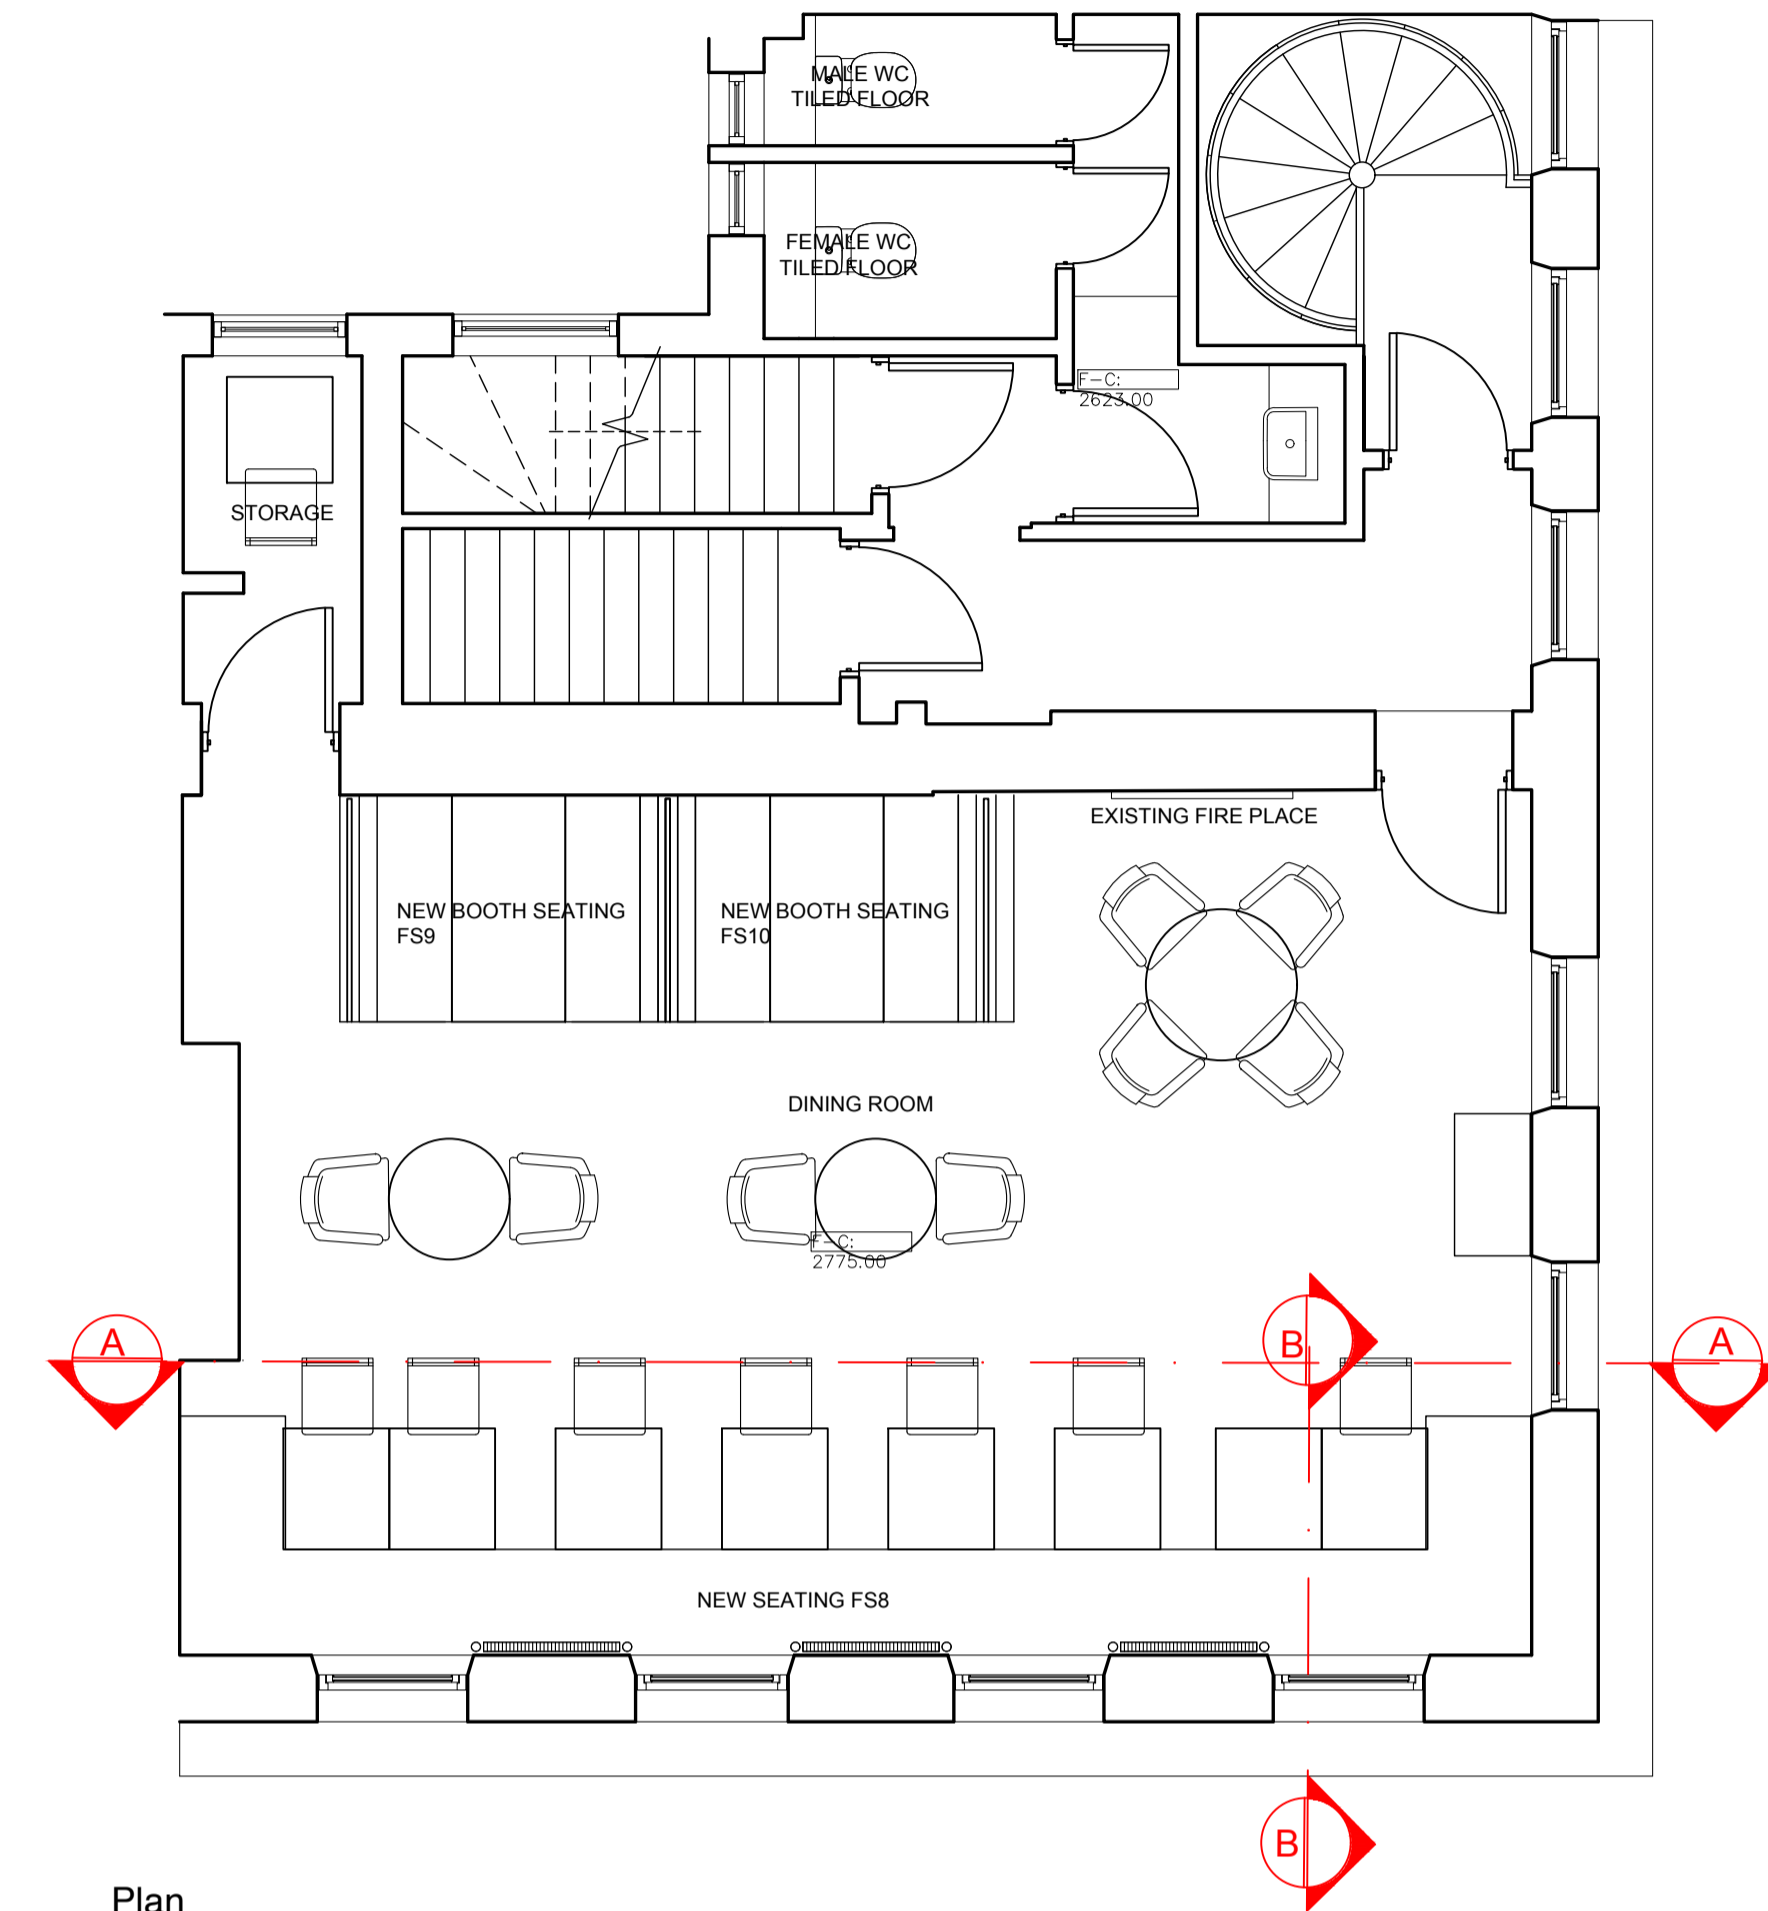 MALE WC
TILED FLOOR
FEMALE WC
TILED FLOOR
F-C:
2623.00
STORAGE
EXISTING FIRE PLACE
NEW BOOTH SEATING
FS9
NEW BOOTH SEATING
FS10
DINING ROOM
F-C:
2775.00
A
B
A
NEW SEATING FS8
B
Plan